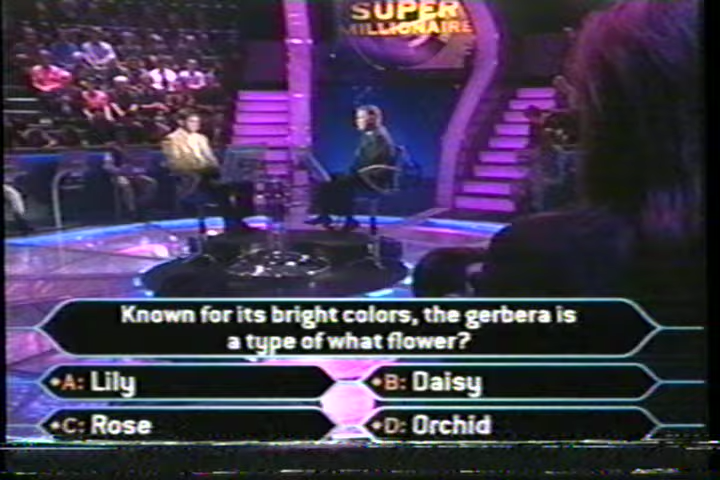 SUPER
MILLIONAIRE
Known for its bright colors, the gerbera is
a type of what flower?
A: Lily
B: Daisy
C: Rose
D: Orchid